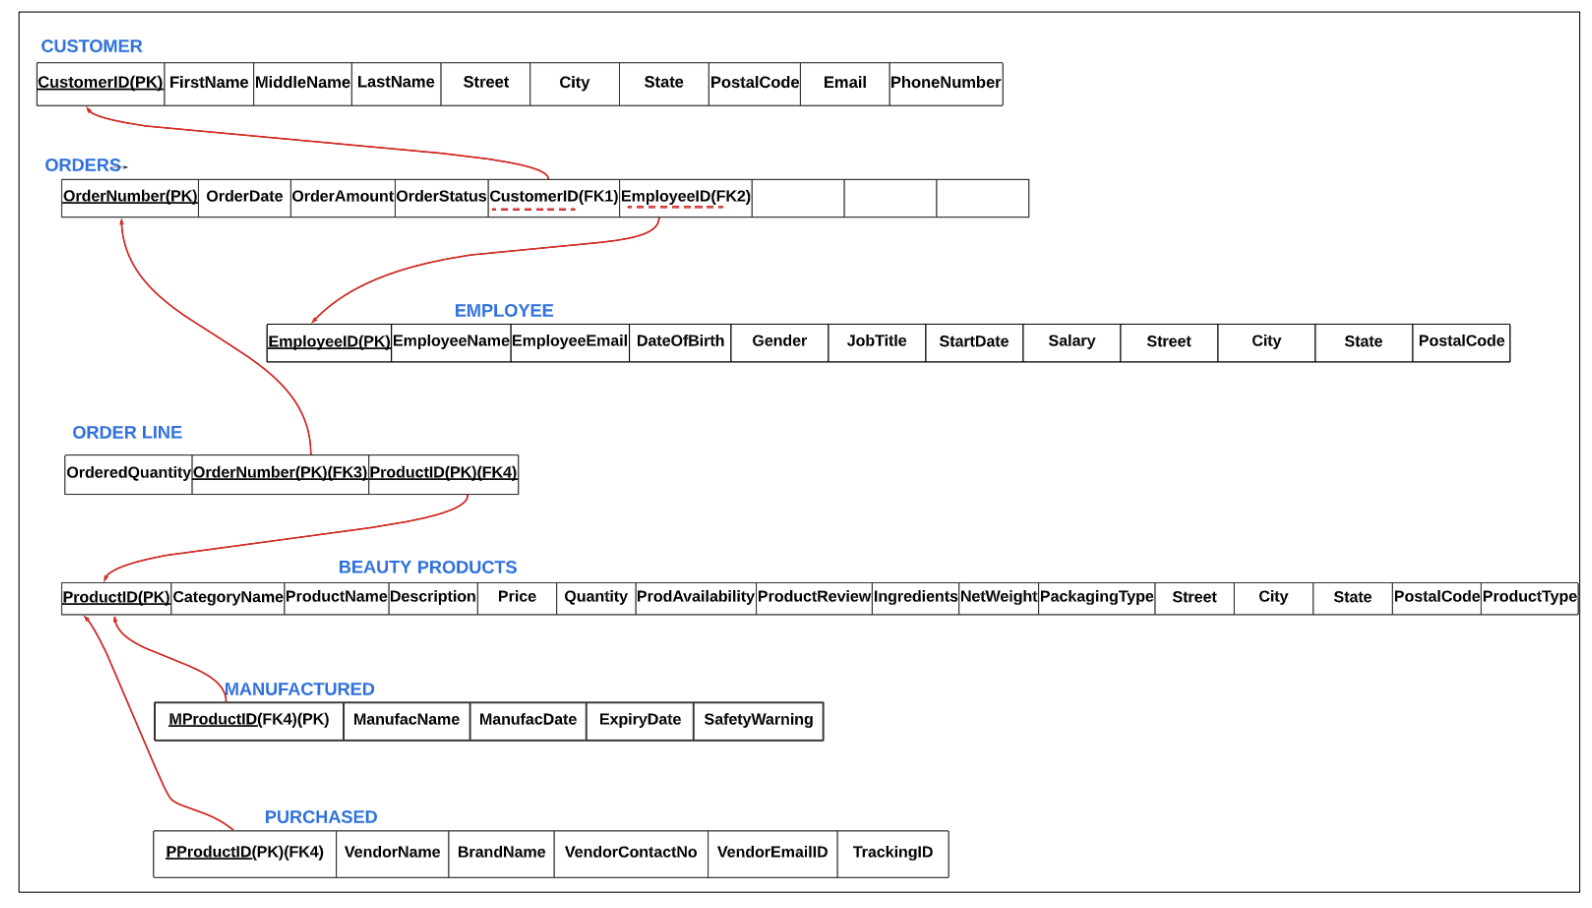 CUSTOMER
CustomerID(PK) FirstName MiddleName LastName Street City State PostalCode Email PhoneNumber
ORDERS
OrderNumber(PK) OrderDate OrderAmount OrderStatus CustomerID(FK1) EmployeeID(FK2)
EMPLOYEE
EmployeeID(PK) EmployeeName EmployeeEmail DateOfBirth Gender JobTitle StartDate Salary Street City State PostalCode
ORDER LINE
OrderedQuantity OrderNumber(PK)(FK3) ProductID(PK)(FK4)
BEAUTY PRODUCTS
ProductID(PK) CategoryName ProductName Description Price Quantity ProdAvailability ProductReview Ingredients NetWeight PackagingType Street City State PostalCode ProductType
MANUFACTURED
MProductID(FK4)(PK) ManufacName ManufacDate ExpiryDate SafetyWarning
PURCHASED
PProductID(PK)(FK4) VendorName BrandName VendorContactNo VendorEmailID TrackingID